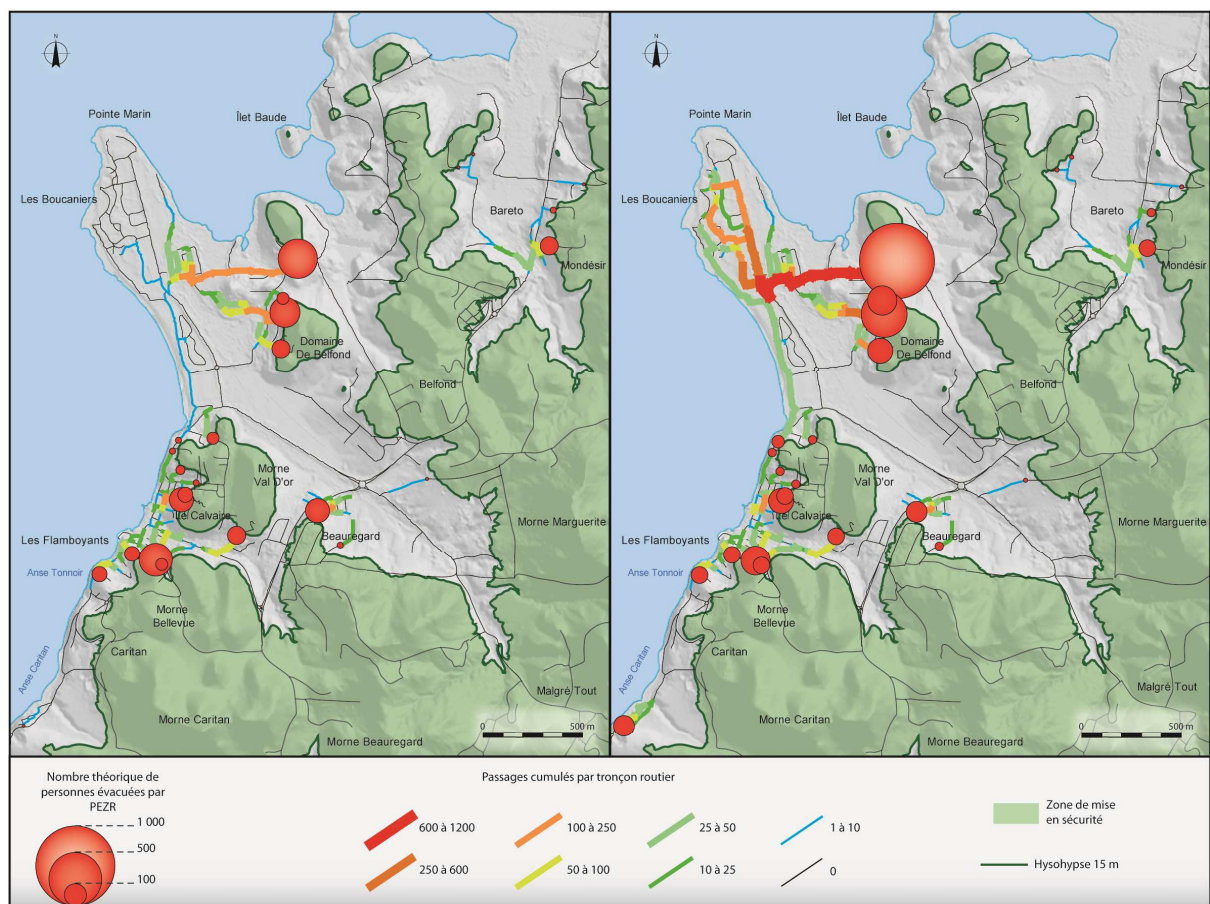 N
Pointe Marin
Îlet Baude
Les Boucaniers
Bareto
Mondésir
Domaine
De Belfond
Belfond
Morne
Val D'or
Le Calvaire
Les Flamboyants
Beauregard
Morne Marguerite
Anse Tonnoir
Morne
Bellevue
Caritan
Anse Caritan
Malgré Tout
Morne Caritan
0
500 m
Morne Beauregard
N
Pointe Marin
Îlet Baude
Les Boucaniers
Bareto
Mondésir
Domaine
De Belfond
Belfond
Morne
Val D'or
Le Calvaire
Les Flamboyants
Beauregard
Morne Marguerite
Anse Tonnoir
Morne
Bellevue
Caritan
Anse Caritan
Malgré Tout
Morne Caritan
0
500 m
Morne Beauregard
Nombre théorique de
personnes évacuées par
PEZR
1 000
500
100
Passages cumulés par tronçon routier
600 à 1200
100 à 250
25 à 50
1 à 10
250 à 600
50 à 100
10 à 25
0
Zone de mise
en sécurité
Hysohypse 15 m